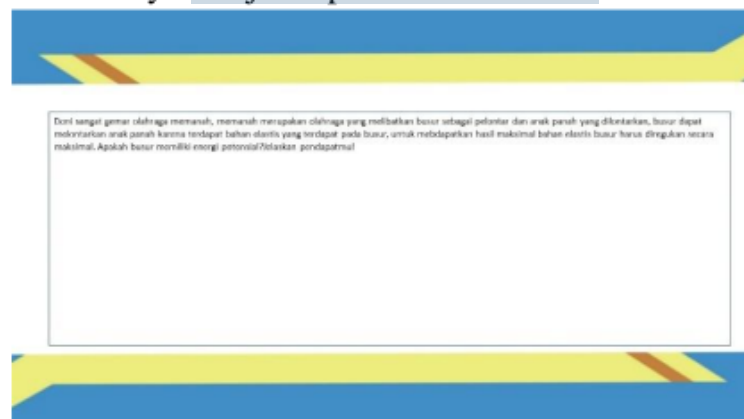 Doni sangat gemar olahraga memanah, memanah merupakan olahraga yang melibatkan busur sebagai pelontar dan anak panah yang dilontarkan, busur dapat
melontarkan anak panah karena terdapat bahan elastis yang terdapat pada busur, untuk mebdapatkan hasil maksimal bahan elastis busur harus diregukan secara
maksimal. Apakah busur memiliki energi potensial?Jelaskan pendapatmu!